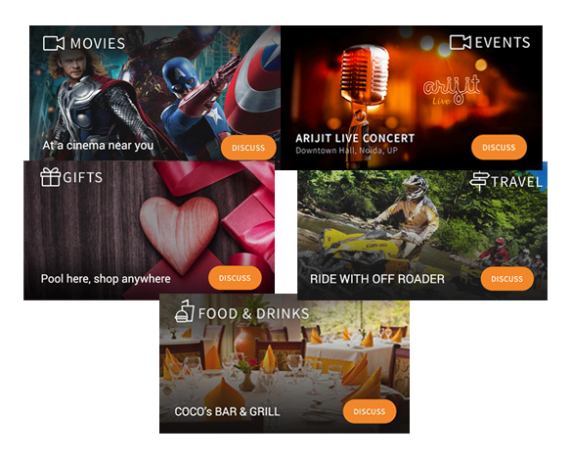 MOVIES
At a cinema near you
DISCUSS
EVENTS
arijit
Live
ARIJIT LIVE CONCERT
Downtown Hall, Noida, UP
DISCUSS
GIFTS
Pool here, shop anywhere
DISCUSS
TRAVEL
RIDE WITH OFF ROADER
DISCUSS
FOOD & DRINKS
COCO's BAR & GRILL
DISCUSS